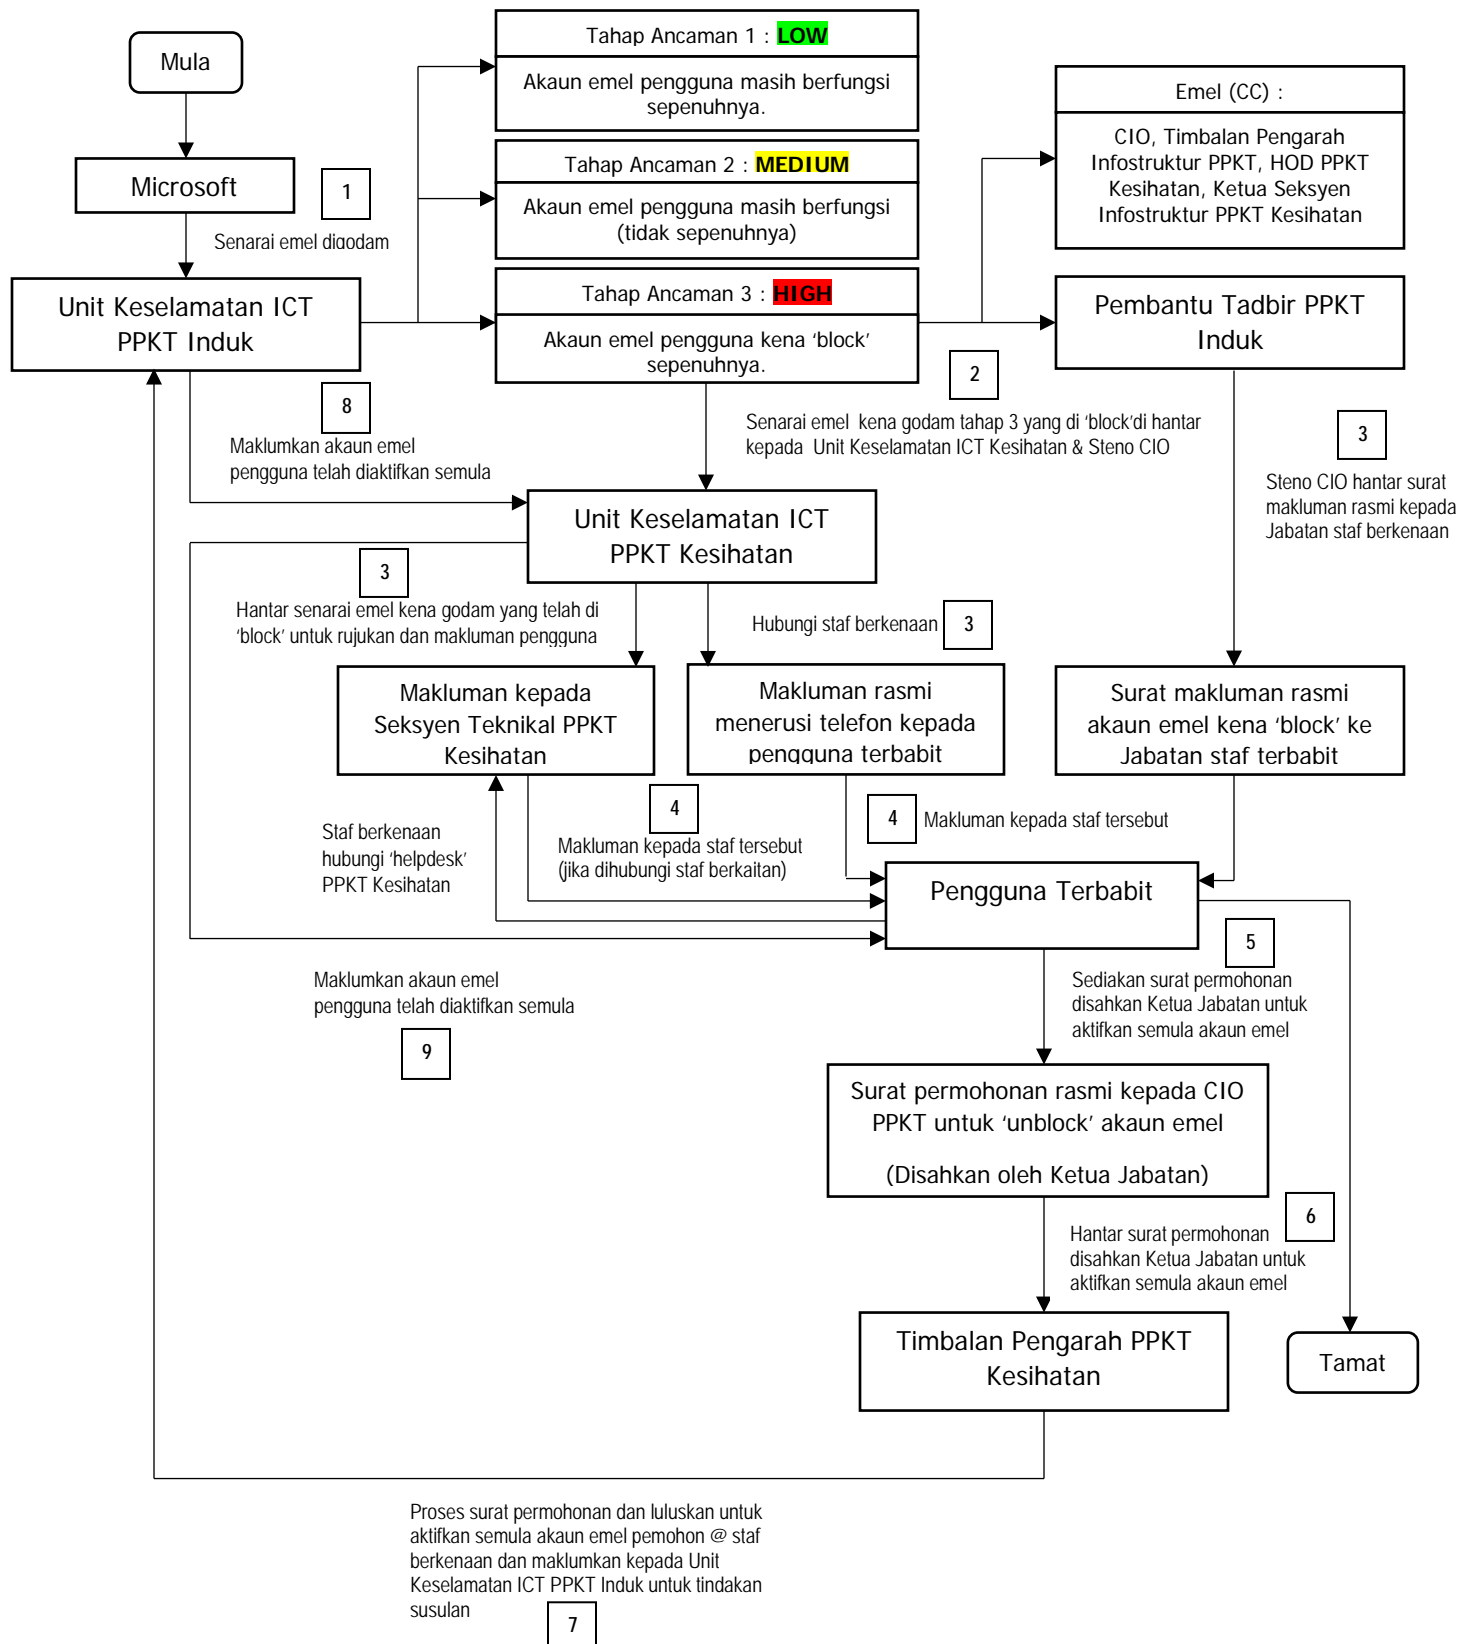 Mula
Microsoft
1
Senarai emel digodam
Unit Keselamatan ICT
PPKT Induk
Tahap Ancaman 1 : LOW
Akaun emel pengguna masih berfungsi
sepenuhnya.
Tahap Ancaman 2 : MEDIUM
Akaun emel pengguna masih berfungsi
(tidak sepenuhnya)
Tahap Ancaman 3 : HIGH
Akaun emel pengguna kena ‘block’
sepenuhnya.
Emel (CC) :
CIO, Timbalan Pengarah
Infostruktur PPKT, HOD PPKT
Kesihatan, Ketua Seksyen
Infostruktur PPKT Kesihatan
Pembantu Tadbir PPKT
Induk
2
Senarai emel  kena godam tahap 3 yang di ‘block’di hantar
kepada  Unit Keselamatan ICT Kesihatan & Steno CIO
3
Steno CIO hantar surat
makluman rasmi kepada
Jabatan staf berkenaan
8
Maklumkan akaun emel
pengguna telah diaktifkan semula
Unit Keselamatan ICT
PPKT Kesihatan
3
Hantar senarai emel kena godam yang telah di
‘block’ untuk rujukan dan makluman pengguna
Hubungi staf berkenaan
3
Makluman kepada
Seksyen Teknikal PPKT
Kesihatan
Makluman rasmi
menerusi telefon kepada
pengguna terbabit
Surat makluman rasmi
akaun emel kena ‘block’ ke
Jabatan staf terbabit
Staf berkenaan
hubungi ‘helpdesk’
PPKT Kesihatan
4
Makluman kepada staf tersebut
(jika dihubungi staf berkaitan)
4
Makluman kepada staf tersebut
Pengguna Terbabit
5
Sediakan surat permohonan
disahkan Ketua Jabatan untuk
aktifkan semula akaun emel
Maklumkan akaun emel
pengguna telah diaktifkan semula
9
Surat permohonan rasmi kepada CIO
PPKT untuk ‘unblock’ akaun emel
(Disahkan oleh Ketua Jabatan)
6
Hantar surat permohonan
disahkan Ketua Jabatan untuk
aktifkan semula akaun emel
Timbalan Pengarah PPKT
Kesihatan
Tamat
Proses surat permohonan dan luluskan untuk
aktifkan semula akaun emel pemohon @ staf
berkenaan dan maklumkan kepada Unit
Keselamatan ICT PPKT Induk untuk tindakan
susulan
7